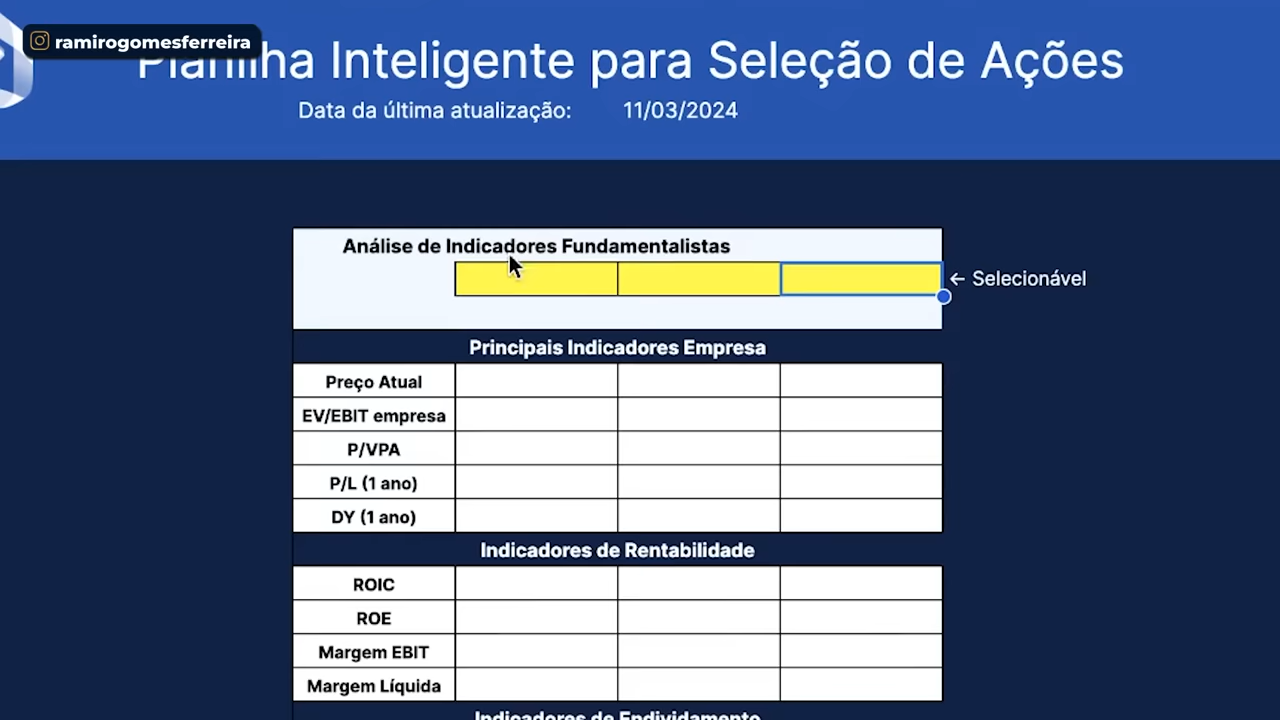 ramirogomesferreira
Planilha Inteligente para Seleção de Ações
Data da última atualização: 11/03/2024
Análise de Indicadores Fundamentalistas
← Selecionável
Principais Indicadores Empresa
Preço Atual
EV/EBIT empresa
P/VPA
P/L (1 ano)
DY (1 ano)
Indicadores de Rentabilidade
ROIC
ROE
Margem EBIT
Margem Líquida
Indicadores de Endividamento